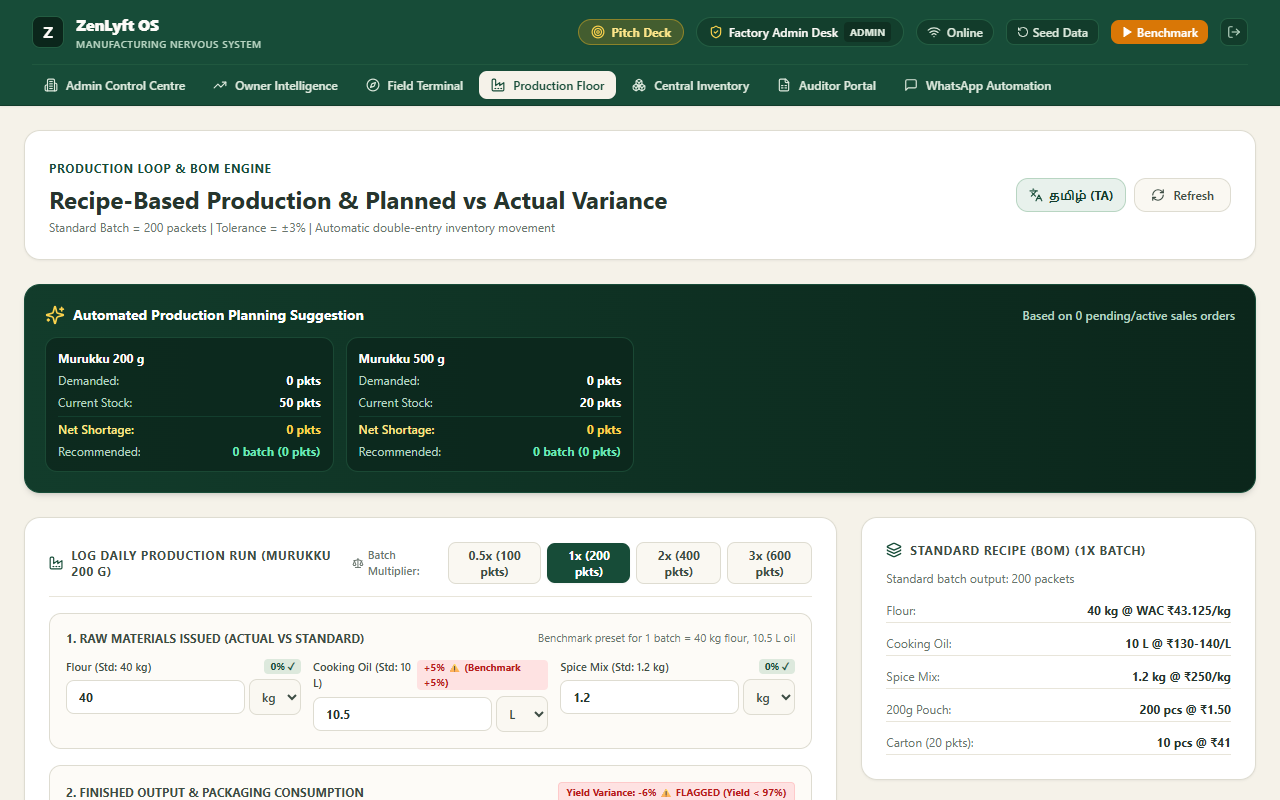 Z
ZenLyft OS
MANUFACTURING NERVOUS SYSTEM
Pitch Deck
Factory Admin Desk ADMIN
Online
Seed Data
Benchmark
Admin Control Centre
Owner Intelligence
Field Terminal
Production Floor
Central Inventory
Auditor Portal
WhatsApp Automation
PRODUCTION LOOP & BOM ENGINE
Recipe-Based Production & Planned vs Actual Variance
Standard Batch = 200 packets | Tolerance = ±3% | Automatic double-entry inventory movement
தமிழ் (TA)
Refresh
Automated Production Planning Suggestion
Based on 0 pending/active sales orders
Murukku 200 g
Demanded: 0 pkts
Current Stock: 50 pkts
Net Shortage: 0 pkts
Recommended: 0 batch (0 pkts)
Murukku 500 g
Demanded: 0 pkts
Current Stock: 20 pkts
Net Shortage: 0 pkts
Recommended: 0 batch (0 pkts)
LOG DAILY PRODUCTION RUN (MURUKKU
200 G)
Batch
Multiplier:
0.5x (100
pkts)
1x (200
pkts)
2x (400
pkts)
3x (600
pkts)
1. RAW MATERIALS ISSUED (ACTUAL VS STANDARD)
Benchmark preset for 1 batch = 40 kg flour, 10.5 L oil
Flour (Std: 40 kg)
0% ✓
40
kg
Cooking Oil (Std: 10
L)
+5% ⚠️ (Benchmark
+5%)
10.5
L
Spice Mix (Std: 1.2 kg)
0% ✓
1.2
kg
2. FINISHED OUTPUT & PACKAGING CONSUMPTION
Yield Variance: -6% ⚠️ FLAGGED (Yield < 97%)
STANDARD RECIPE (BOM) (1X BATCH)
Standard batch output: 200 packets
Flour: 40 kg @ WAC ₹43.125/kg
Cooking Oil: 10 L @ ₹130-140/L
Spice Mix: 1.2 kg @ ₹250/kg
200g Pouch: 200 pcs @ ₹1.50
Carton (20 pkts): 10 pcs @ ₹41